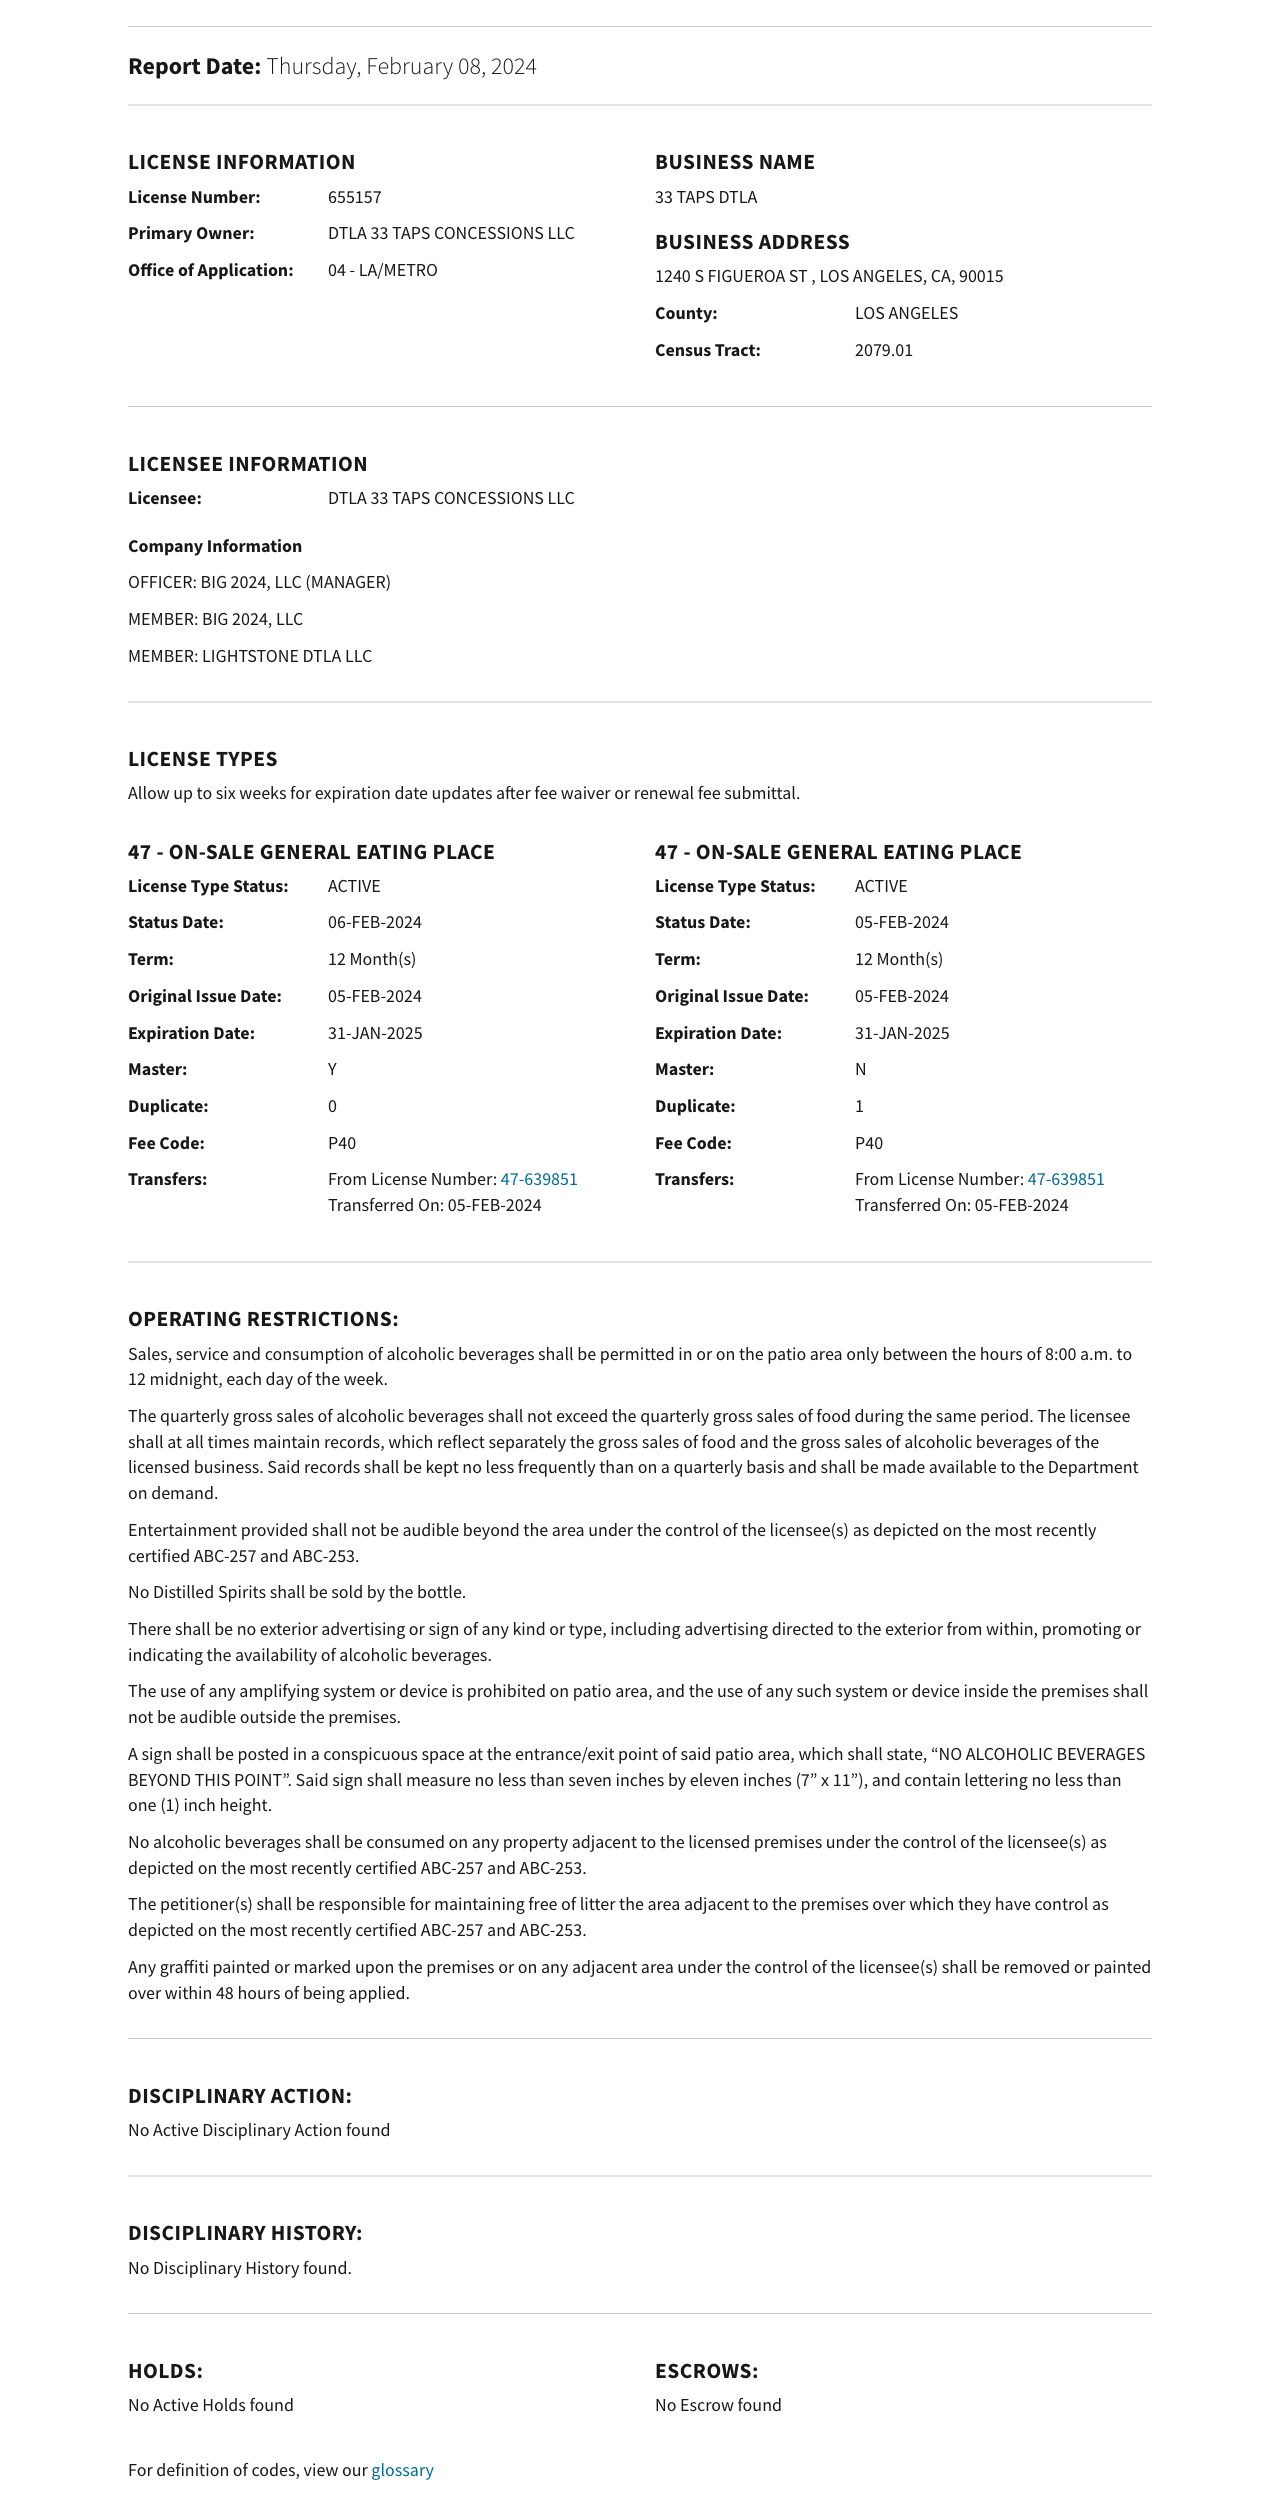 Report Date: Thursday, February 08, 2024
LICENSE INFORMATION
License Number: 655157
Primary Owner: DTLA 33 TAPS CONCESSIONS LLC
Office of Application: 04 - LA/METRO
BUSINESS NAME
33 TAPS DTLA
BUSINESS ADDRESS
1240 S FIGUEROA ST , LOS ANGELES, CA, 90015
County: LOS ANGELES
Census Tract: 2079.01
LICENSEE INFORMATION
Licensee: DTLA 33 TAPS CONCESSIONS LLC
Company Information
OFFICER: BIG 2024, LLC (MANAGER)
MEMBER: BIG 2024, LLC
MEMBER: LIGHTSTONE DTLA LLC
LICENSE TYPES
Allow up to six weeks for expiration date updates after fee waiver or renewal fee submittal.
47 - ON-SALE GENERAL EATING PLACE
License Type Status: ACTIVE
Status Date: 06-FEB-2024
Term: 12 Month(s)
Original Issue Date: 05-FEB-2024
Expiration Date: 31-JAN-2025
Master: Y
Duplicate: 0
Fee Code: P40
Transfers: From License Number: 47-639851
Transferred On: 05-FEB-2024
47 - ON-SALE GENERAL EATING PLACE
License Type Status: ACTIVE
Status Date: 05-FEB-2024
Term: 12 Month(s)
Original Issue Date: 05-FEB-2024
Expiration Date: 31-JAN-2025
Master: N
Duplicate: 1
Fee Code: P40
Transfers: From License Number: 47-639851
Transferred On: 05-FEB-2024
OPERATING RESTRICTIONS:
Sales, service and consumption of alcoholic beverages shall be permitted in or on the patio area only between the hours of 8:00 a.m. to
12 midnight, each day of the week.
The quarterly gross sales of alcoholic beverages shall not exceed the quarterly gross sales of food during the same period. The licensee
shall at all times maintain records, which reflect separately the gross sales of food and the gross sales of alcoholic beverages of the
licensed business. Said records shall be kept no less frequently than on a quarterly basis and shall be made available to the Department
on demand.
Entertainment provided shall not be audible beyond the area under the control of the licensee(s) as depicted on the most recently
certified ABC-257 and ABC-253.
No Distilled Spirits shall be sold by the bottle.
There shall be no exterior advertising or sign of any kind or type, including advertising directed to the exterior from within, promoting or
indicating the availability of alcoholic beverages.
The use of any amplifying system or device is prohibited on patio area, and the use of any such system or device inside the premises shall
not be audible outside the premises.
A sign shall be posted in a conspicuous space at the entrance/exit point of said patio area, which shall state, “NO ALCOHOLIC BEVERAGES
BEYOND THIS POINT”. Said sign shall measure no less than seven inches by eleven inches (7” x 11”), and contain lettering no less than
one (1) inch height.
No alcoholic beverages shall be consumed on any property adjacent to the licensed premises under the control of the licensee(s) as
depicted on the most recently certified ABC-257 and ABC-253.
The petitioner(s) shall be responsible for maintaining free of litter the area adjacent to the premises over which they have control as
depicted on the most recently certified ABC-257 and ABC-253.
Any graffiti painted or marked upon the premises or on any adjacent area under the control of the licensee(s) shall be removed or painted
over within 48 hours of being applied.
DISCIPLINARY ACTION:
No Active Disciplinary Action found
DISCIPLINARY HISTORY:
No Disciplinary History found.
HOLDS:
No Active Holds found
ESCROWS:
No Escrow found
For definition of codes, view our glossary